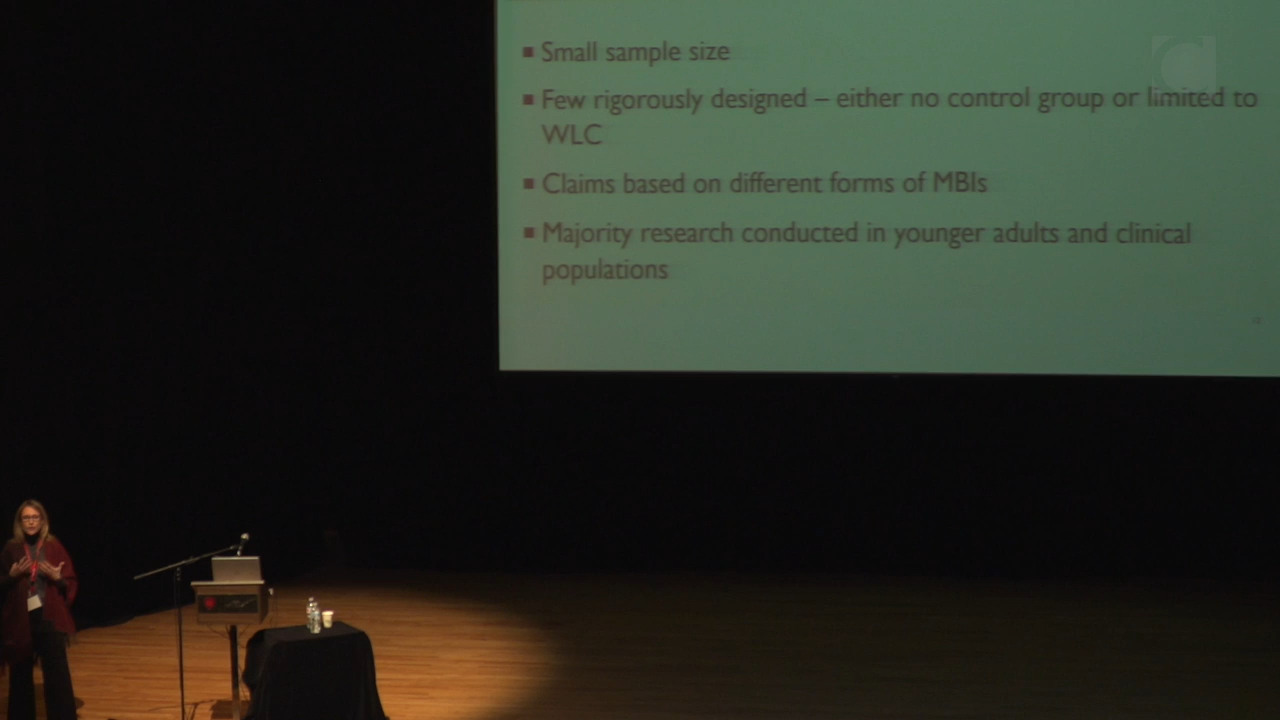 ▪ Small sample size
▪ Few rigorously designed – either no control group or limited to
WLC
▪ Claims based on different forms of MBIs
▪ Majority research conducted in younger adults and clinical
populations